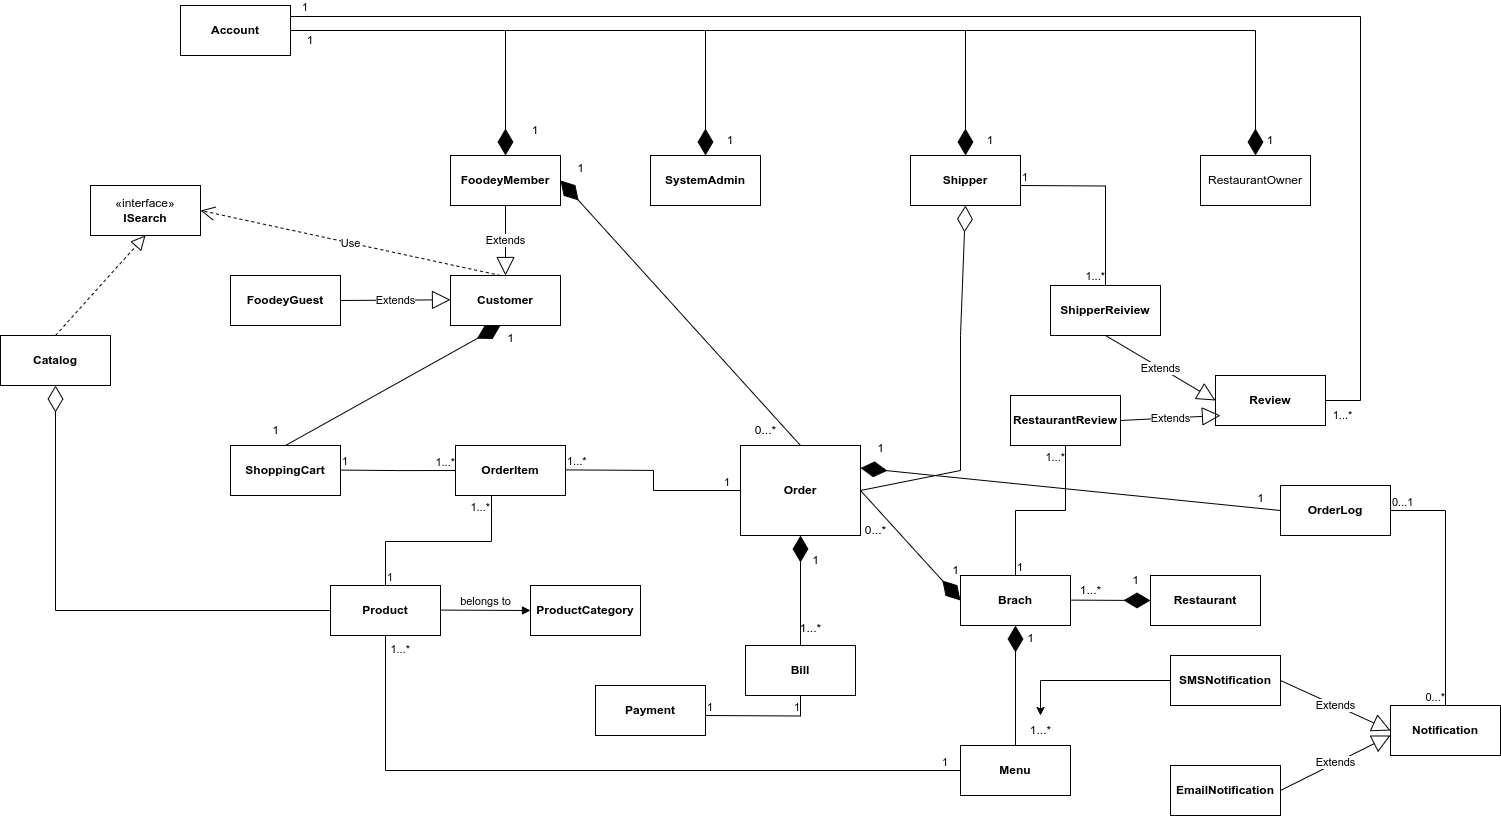 1
Account
1
1
1
1
1
1
FoodeyMember
SystemAdmin
Shipper
1
RestaurantOwner
«interface»
ISearch
Use
Extends
1...*
FoodeyGuest
Extends
Customer
ShipperReiview
1
Catalog
Extends
Review
1...*
RestaurantReview
Extends
1
0...*
1
1...*
ShoppingCart
1
1...*
OrderItem
1...*
1
Order
1
OrderLog
0...1
1...*
0...*
1
1
1
1
Brach
1...*
1
Restaurant
Product
belongs to
ProductCategory
1...*
1
1...*
Bill
SMSNotification
Payment
1
1
Extends
0...*
1...*
Notification
1
Menu
Extends
EmailNotification